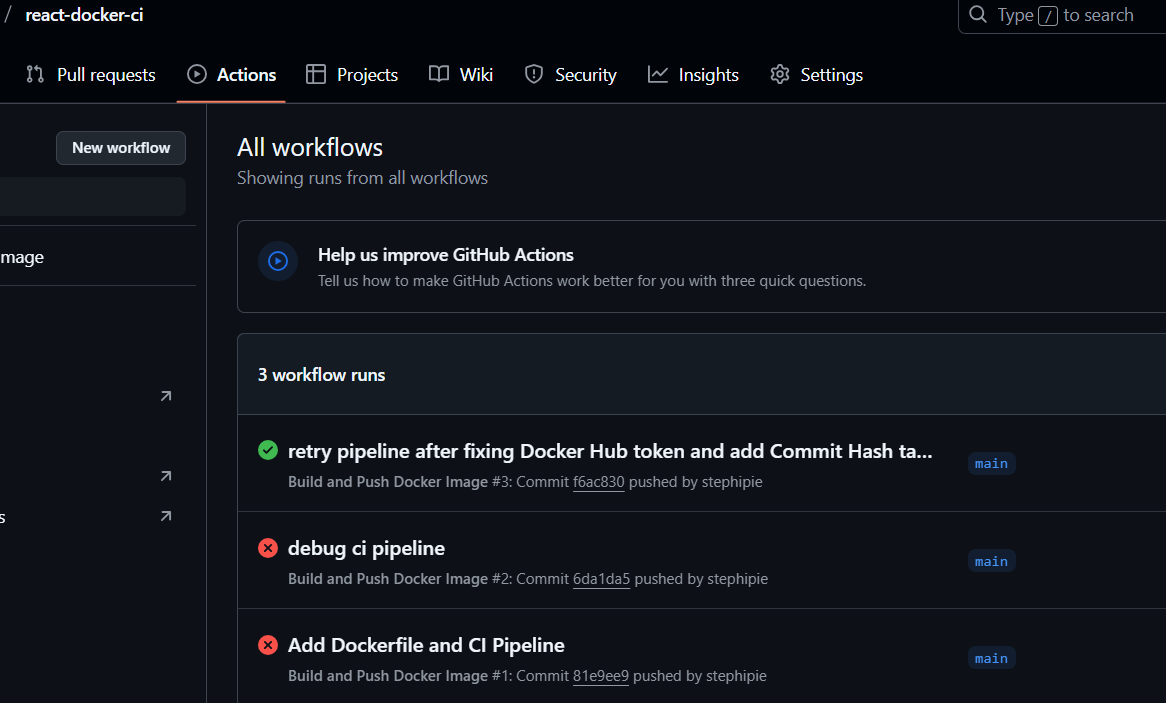 / react-docker-ci
Type / to search
Pull requests Actions Projects Wiki Security Insights Settings
New workflow
mage
s
All workflows
Showing runs from all workflows
Help us improve GitHub Actions
Tell us how to make GitHub Actions work better for you with three quick questions.
3 workflow runs
retry pipeline after fixing Docker Hub token and add Commit Hash ta...
Build and Push Docker Image #3: Commit f6ac830 pushed by stephipie
main
debug ci pipeline
Build and Push Docker Image #2: Commit 6da1da5 pushed by stephipie
main
Add Dockerfile and CI Pipeline
Build and Push Docker Image #1: Commit 81e9ee9 pushed by stephipie
main